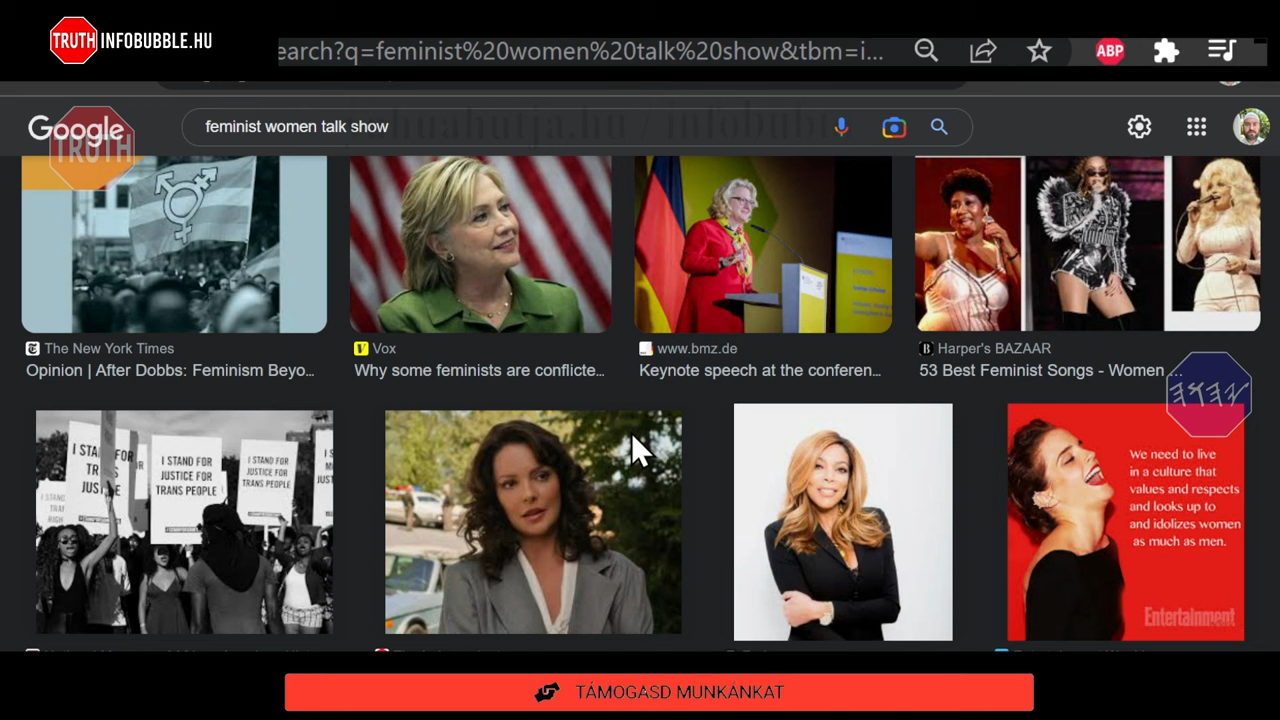 TRUTH INFOBUBBLE.HU
earch?q=feminist%20women%20talk%20show&tbm=i...
ABP
Google
feminist women talk show
TRUTH
The New York Times
Opinion | After Dobbs: Feminism Beyo...
Vox
Why some feminists are conflicte...
www.bmz.de
Keynote speech at the conferen...
Harper's BAZAAR
53 Best Feminist Songs - Women ...
𐤉𐤄𐤅𐤄
I STAND FOR
JUSTICE FOR
TRANS PEOPLE
I STAND FOR
JUSTICE FOR
TRANS PEOPLE
We need to live
in a culture that
values and respects
and looks up to
and idolizes women
as much as men.
Entertainment
TÁMOGASD MUNKÁNKAT